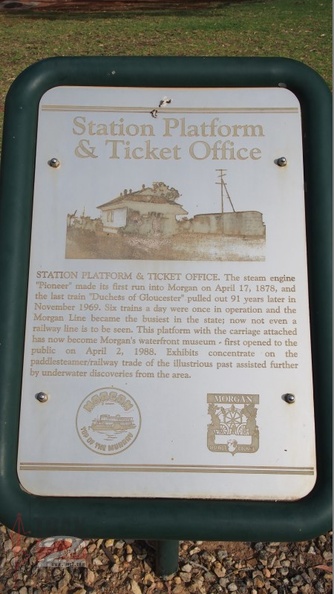 Station Platform
& Ticket Office
STATION PLATFORM & TICKET OFFICE. The steam engine
"Pioneer" made its first run into Morgan on April 17, 1878, and
the last train "Duchets of Gloucester" pulled out 91 years later in
November 1969. Six trains a day were once in operation and the
Morgan Line became the busiest in the state; now not even a
railway line is to be seen. This platform with the carriage attached
has now become Morgan's waterfront museum - first opened to the
public on April 2, 1988. Exhibits concentrate on the
paddlesteamer/railway trade of the illustrious past assisted further
by underwater discoveries from the area.
MORGAN
MORGAN